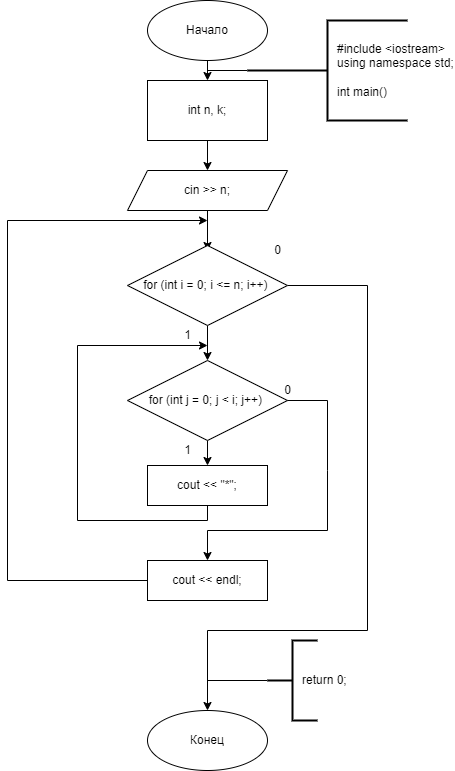 Начало
#include <iostream>
using namespace std;
int main()
int n, k;
cin >> n;
0
for (int i = 0; i <= n; i++)
1
0
for (int j = 0; j < i; j++)
1
cout << "*";
cout << endl;
return 0;
Конец